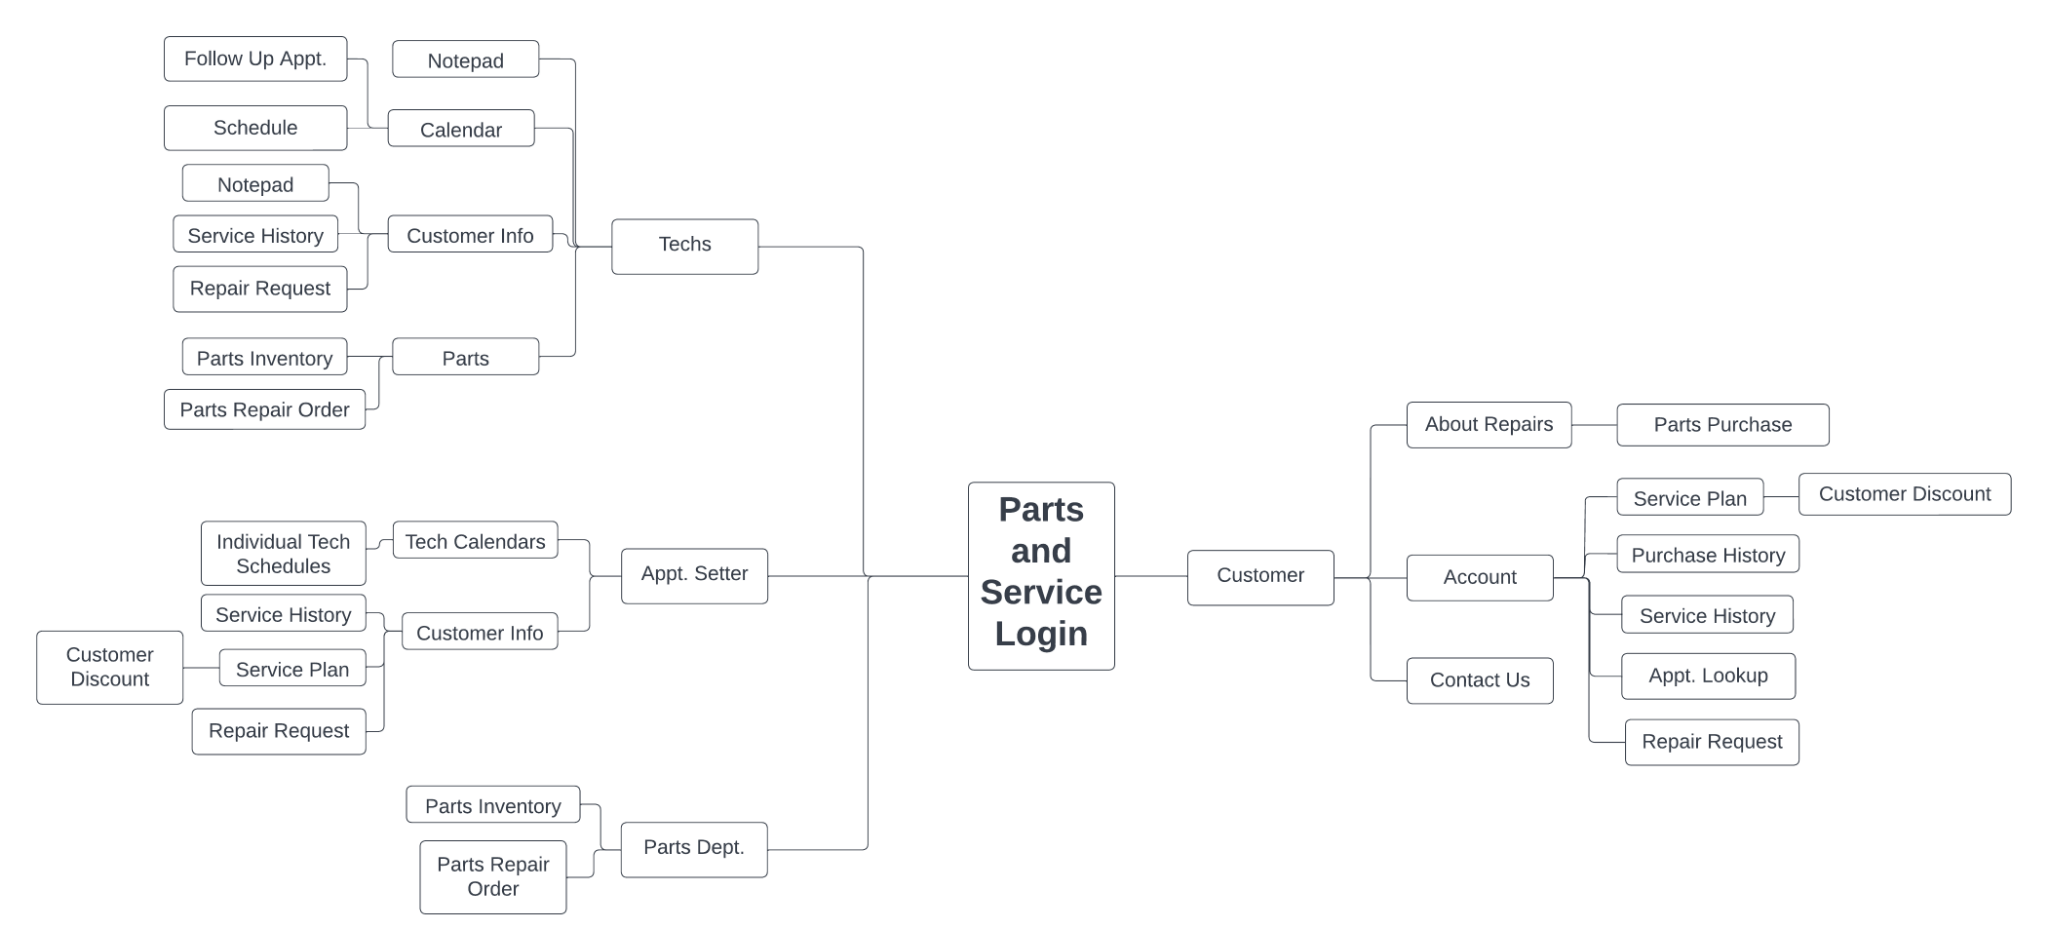 Follow Up Appt.
Notepad
Schedule
Calendar
Notepad
Service History
Customer Info
Repair Request
Techs
Parts Inventory
Parts
Parts Repair Order
Individual Tech
Schedules
Tech Calendars
Appt. Setter
Service History
Customer Info
Customer
Discount
Service Plan
Repair Request
Parts Inventory
Parts Dept.
Parts Repair
Order
Parts
and
Service
Login
Customer
About Repairs
Parts Purchase
Account
Service Plan
Customer Discount
Purchase History
Service History
Appt. Lookup
Repair Request
Contact Us